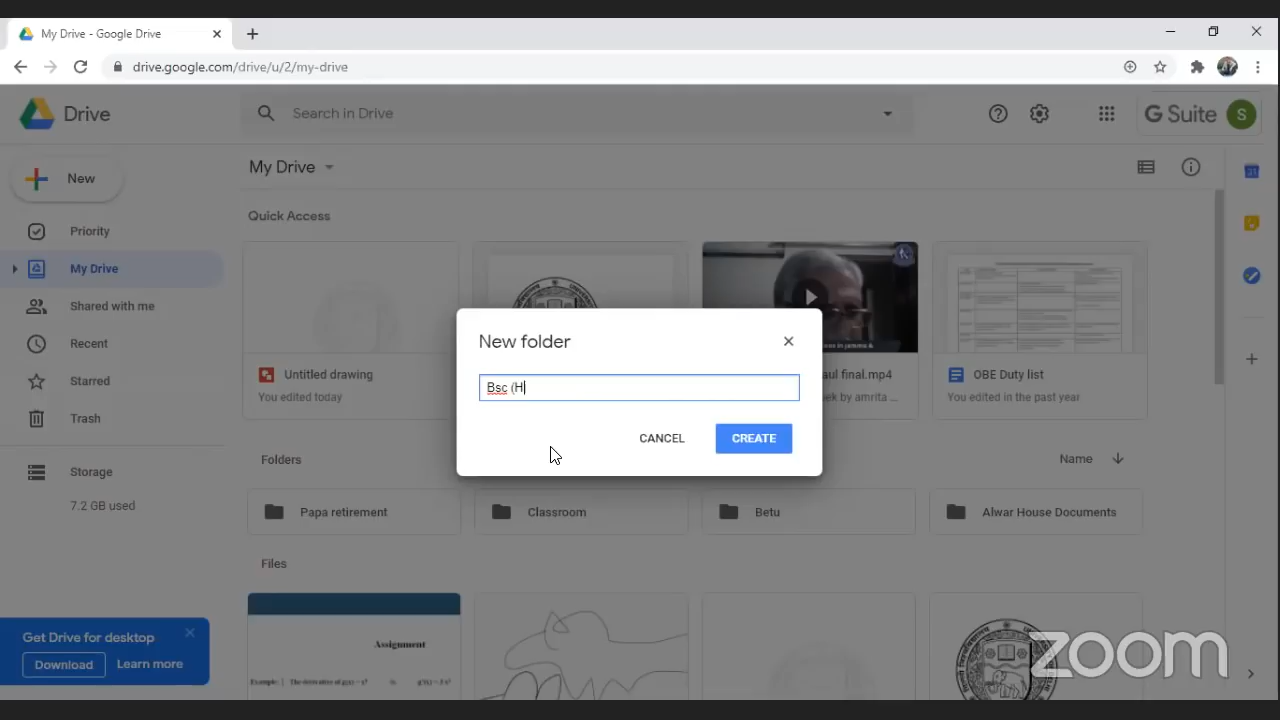 My Drive - Google Drive
drive.google.com/drive/u/2/my-drive
Drive
Search in Drive
G Suite
S
New
My Drive
Priority
My Drive
Shared with me
Recent
Starred
Trash
Storage
7.2 GB used
Quick Access
Untitled drawing
You edited today
aul final.mp4
ek by amrita ...
OBE Duty list
You edited in the past year
New folder
Bsc (H
CANCEL
CREATE
Folders
Name
Papa retirement
Classroom
Betu
Alwar House Documents
Files
Assignment
Get Drive for desktop
Download
Learn more
zoom